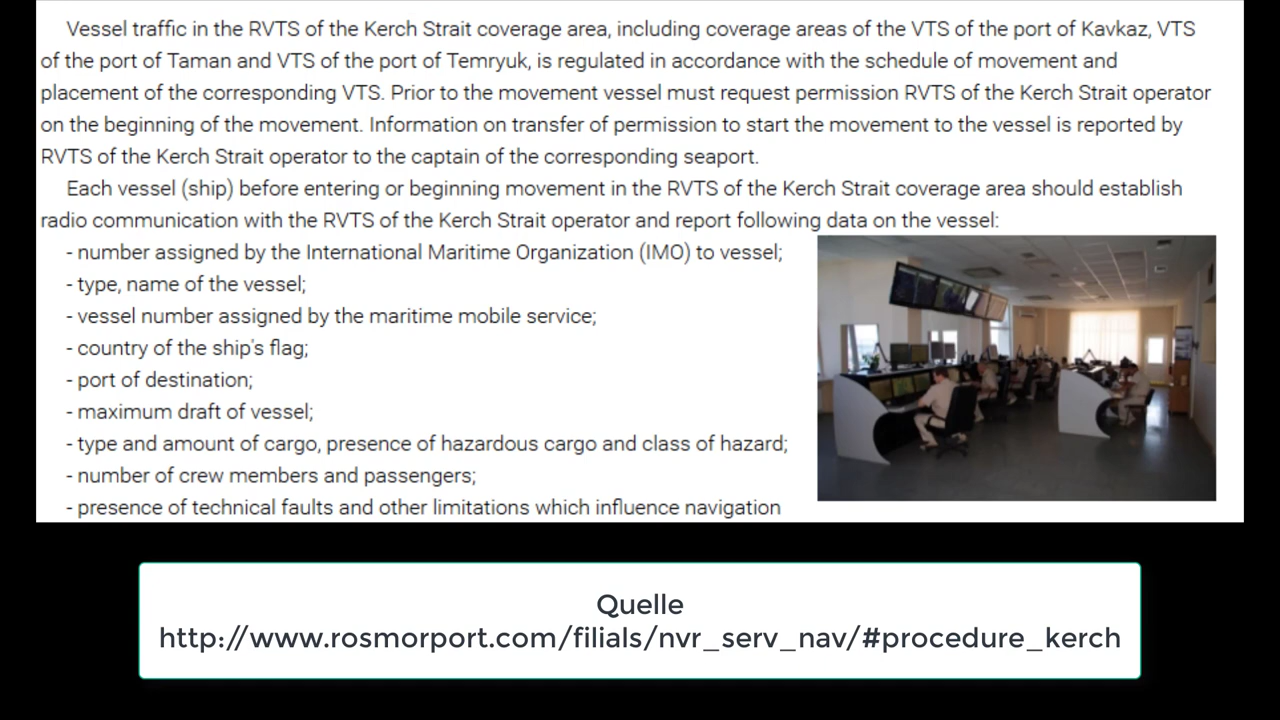 Vessel traffic in the RVTS of the Kerch Strait coverage area, including coverage areas of the VTS of the port of Kavkaz, VTS
of the port of Taman and VTS of the port of Temryuk, is regulated in accordance with the schedule of movement and
placement of the corresponding VTS. Prior to the movement vessel must request permission RVTS of the Kerch Strait operator
on the beginning of the movement. Information on transfer of permission to start the movement to the vessel is reported by
RVTS of the Kerch Strait operator to the captain of the corresponding seaport.
Each vessel (ship) before entering or beginning movement in the RVTS of the Kerch Strait coverage area should establish
radio communication with the RVTS of the Kerch Strait operator and report following data on the vessel:
- number assigned by the International Maritime Organization (IMO) to vessel;
- type, name of the vessel;
- vessel number assigned by the maritime mobile service;
- country of the ship's flag;
- port of destination;
- maximum draft of vessel;
- type and amount of cargo, presence of hazardous cargo and class of hazard;
- number of crew members and passengers;
- presence of technical faults and other limitations which influence navigation
Quelle
http://www.rosmorport.com/filials/nvr_serv_nav/#procedure_kerch